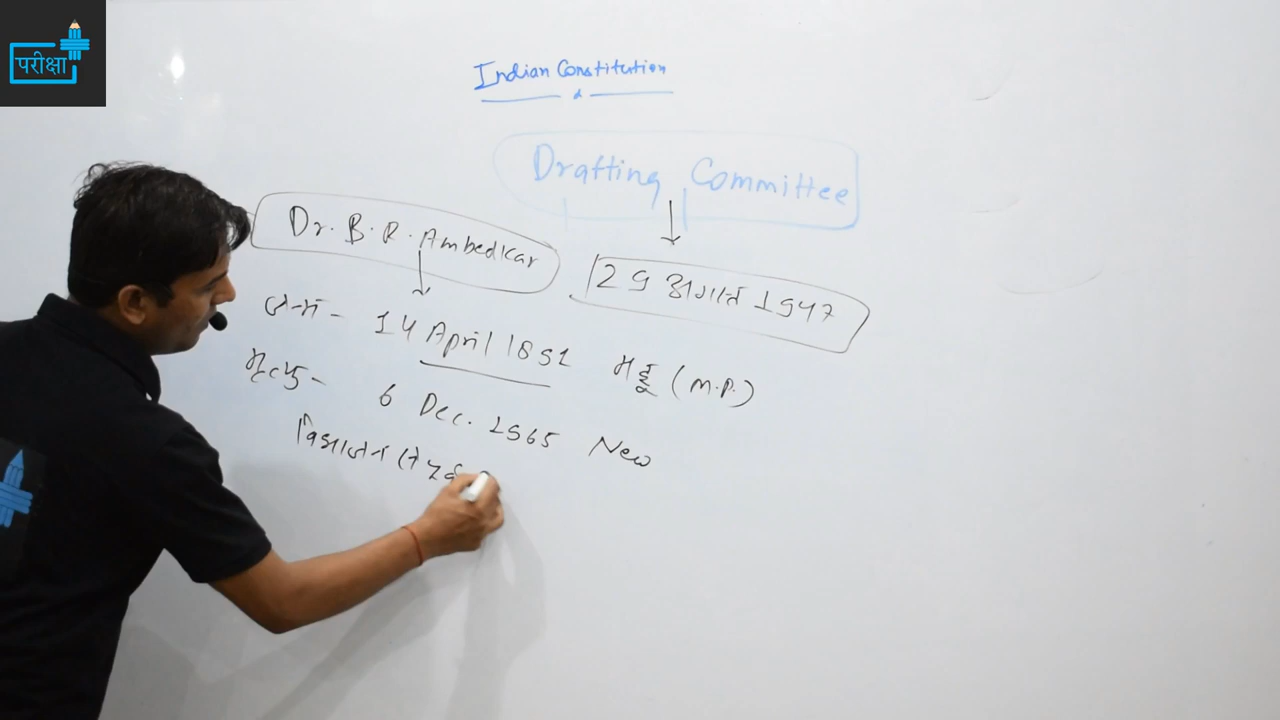 परीक्षा
Indian Constitution
Drafting Committee
Dr. B. R. Ambedkar
29 अगस्त 1947
जन्म - 14 April 1891 महू (M.P.)
मृत्यु - 6 Dec. 1965 New